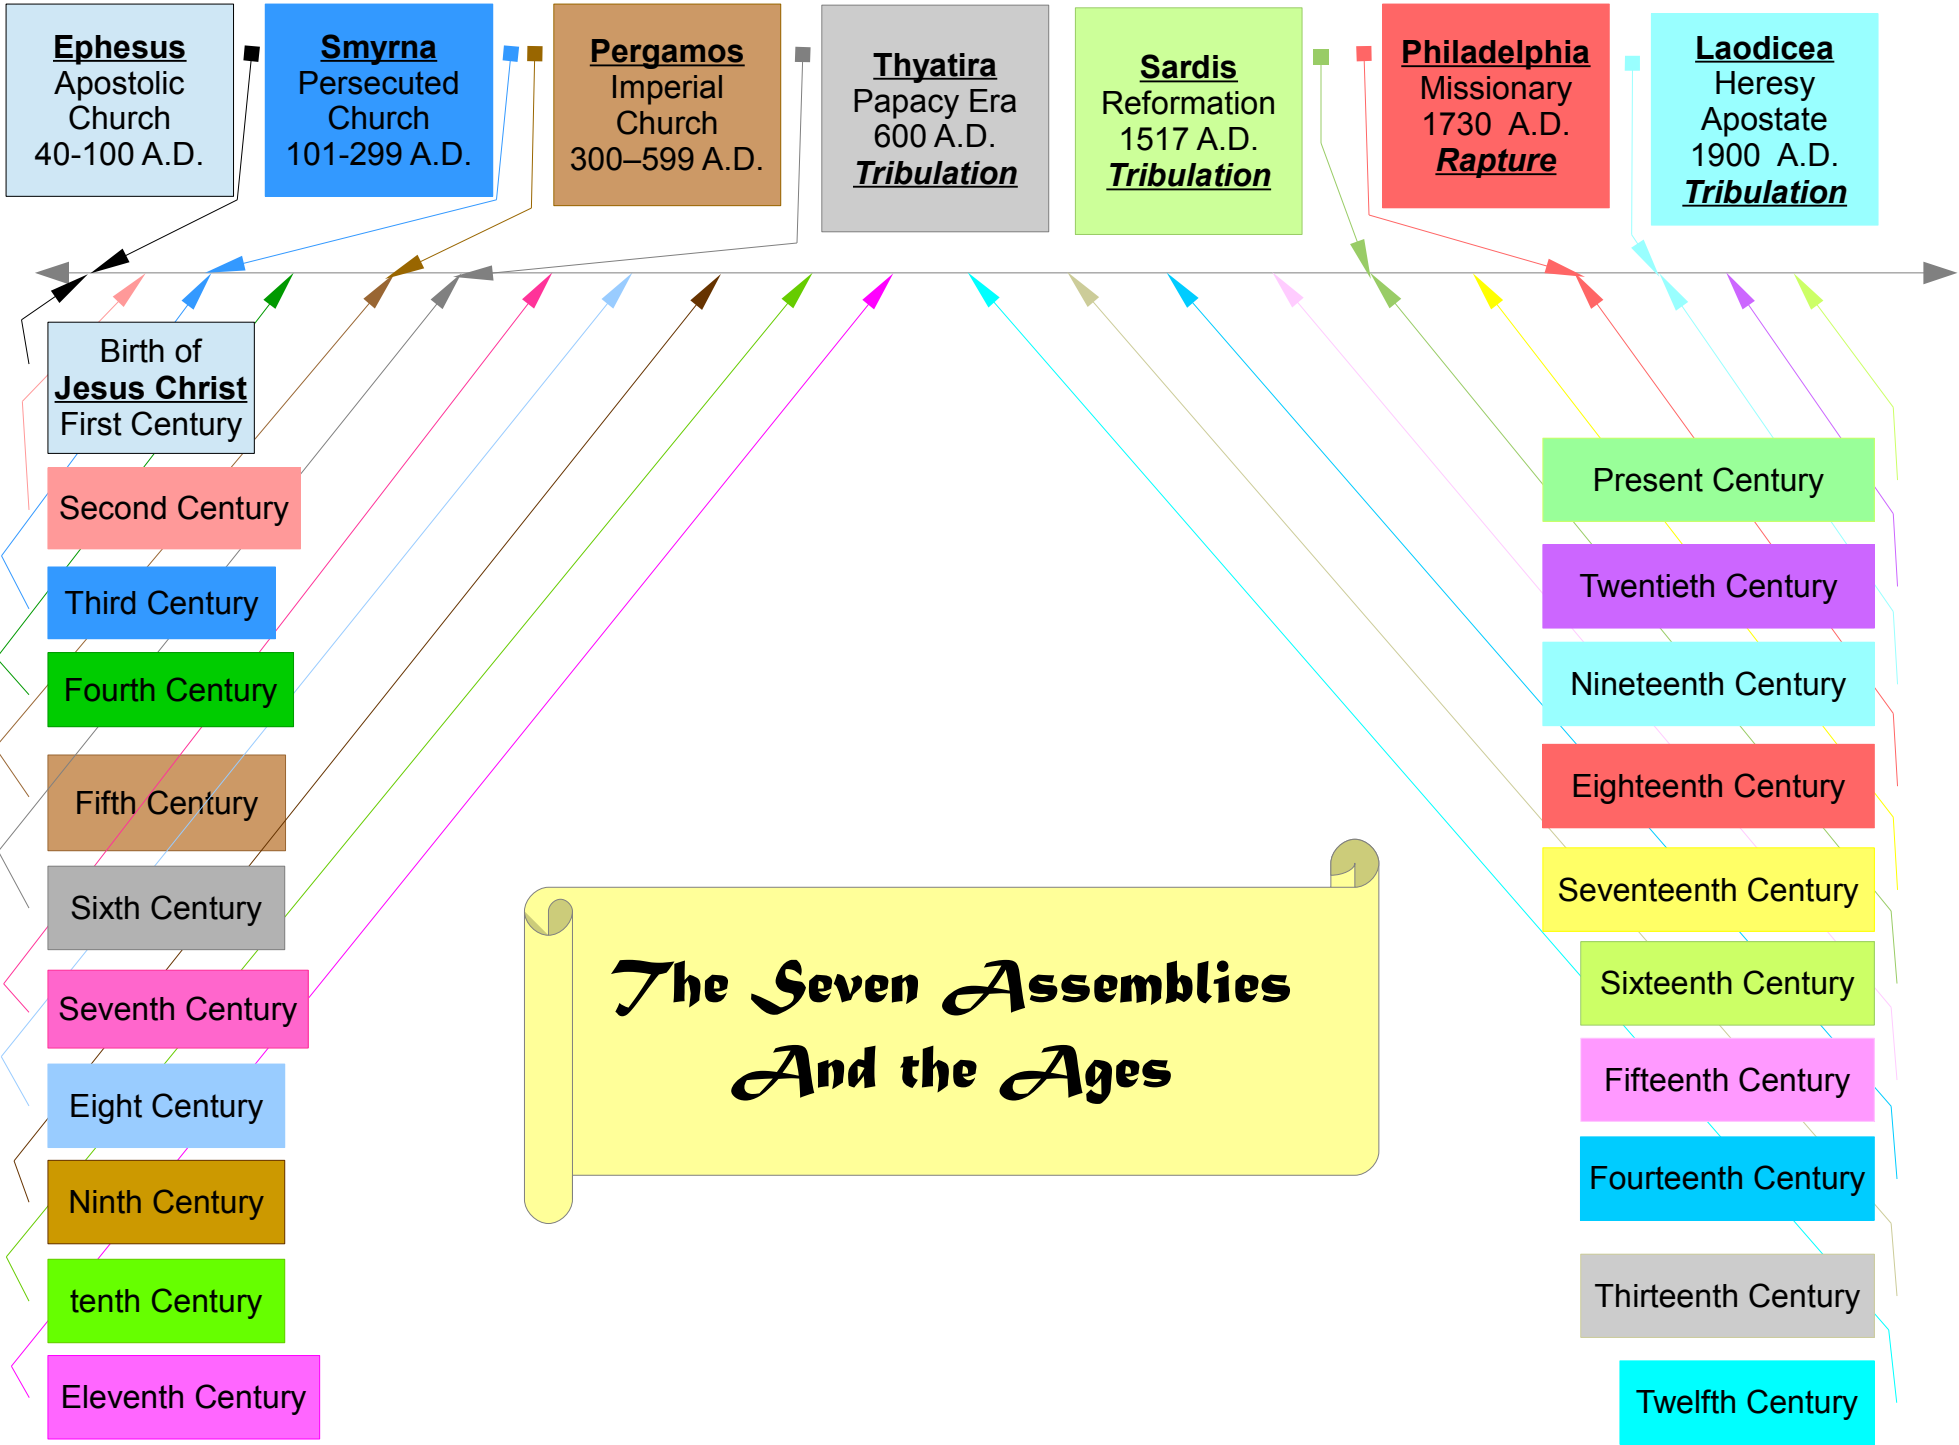 Ephesus
Apostolic
Church
40-100 A.D.
Smyrna
Persecuted
Church
101-299 A.D.
Pergamos
Imperial
Church
300–599 A.D.
Thyatira
Papacy Era
600 A.D.
Tribulation
Sardis
Reformation
1517 A.D.
Tribulation
Philadelphia
Missionary
1730 A.D.
Rapture
Laodicea
Heresy
Apostate
1900 A.D.
Tribulation
Birth of
Jesus Christ
First Century
Second Century
Third Century
Fourth Century
Fifth Century
Sixth Century
Seventh Century
Eight Century
Ninth Century
tenth Century
Eleventh Century
The Seven Assemblies
And the Ages
Present Century
Twentieth Century
Nineteenth Century
Eighteenth Century
Seventeenth Century
Sixteenth Century
Fifteenth Century
Fourteenth Century
Thirteenth Century
Twelfth Century